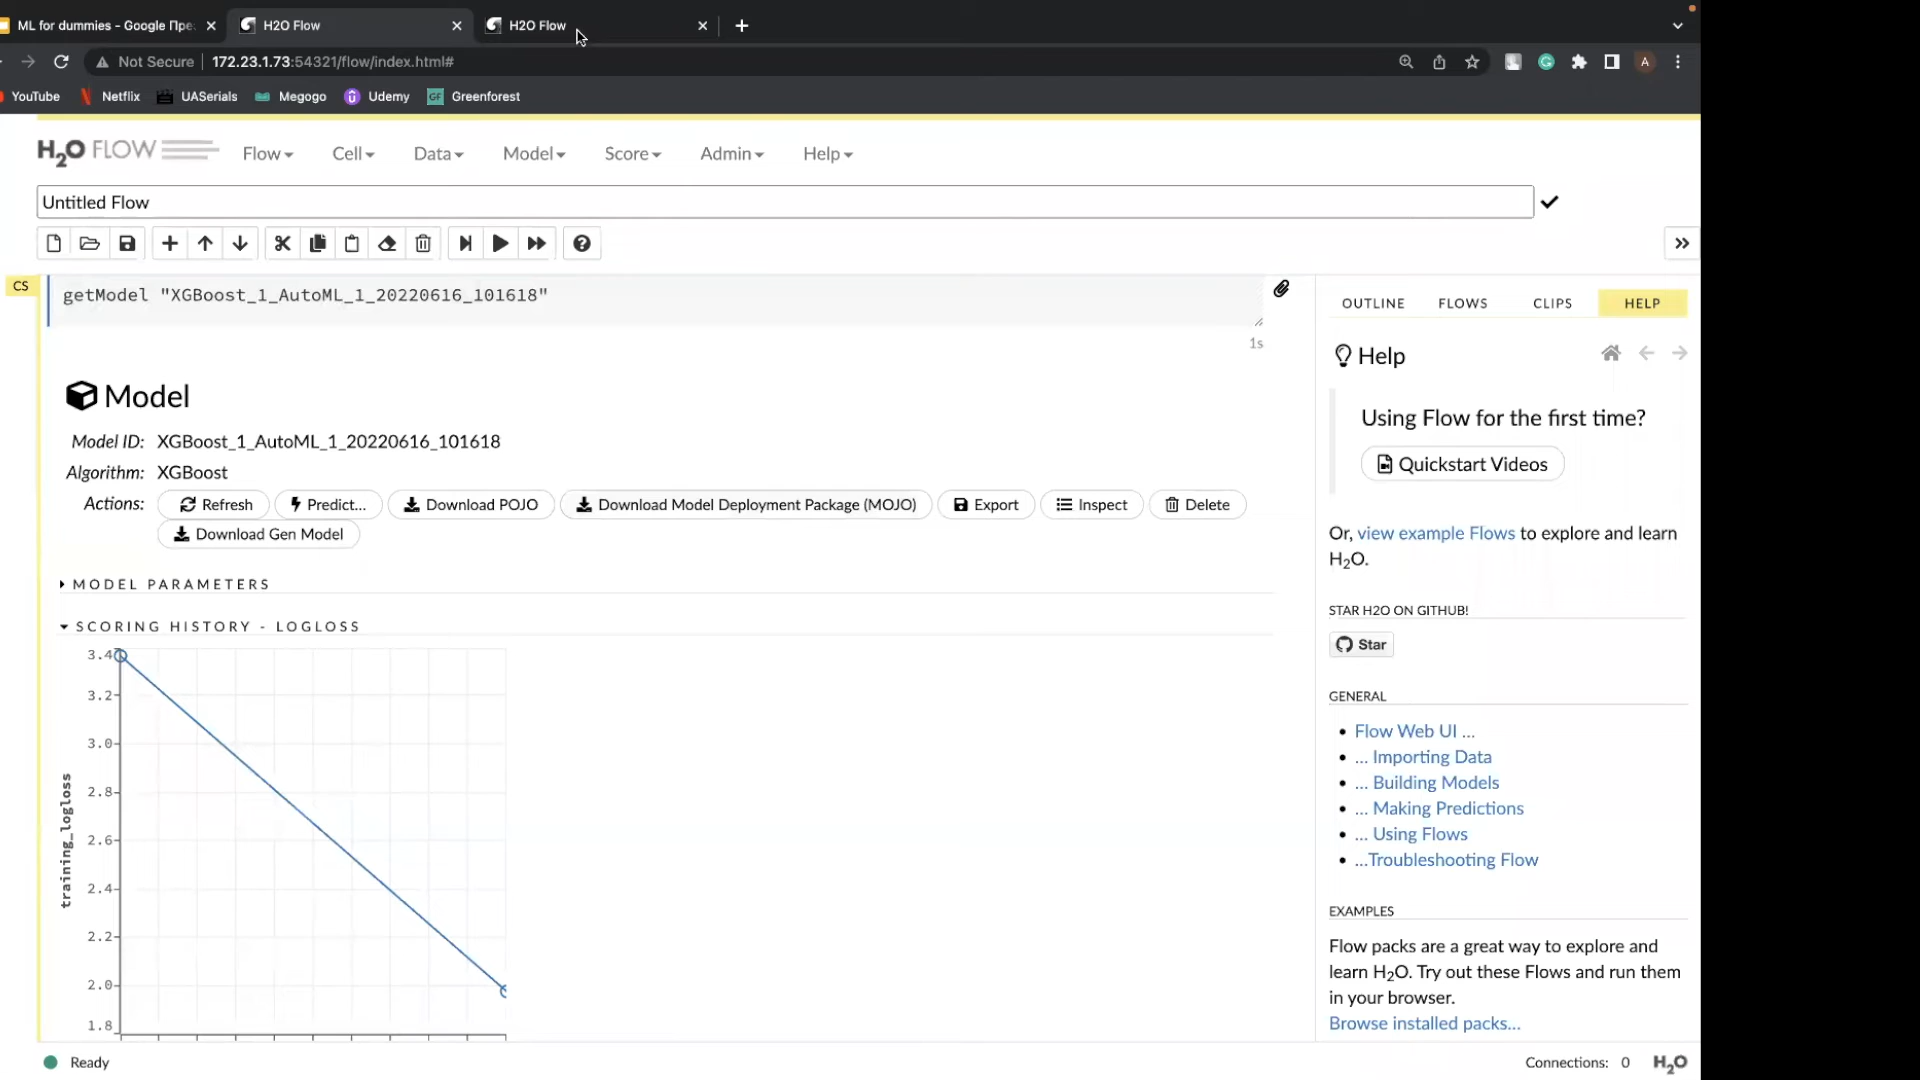 ML for dummies - Google Пре
H2O Flow
H2O Flow
Not Secure
172.23.1.73:54321/flow/index.html#
A
YouTube
Netflix
UASerials
Megogo
Udemy
GF Greenforest
H2O FLOW
Flow
Cell
Data
Model
Score
Admin
Help
Untitled Flow
CS
getModel "XGBoost_1_AutoML_1_20220616_101618"
1s
Model
Model ID: XGBoost_1_AutoML_1_20220616_101618
Algorithm: XGBoost
Actions: Refresh Predict... Download POJO Download Model Deployment Package (MOJO) Export Inspect Delete
Download Gen Model
MODEL PARAMETERS
SCORING HISTORY - LOGLOSS
3.4
3.2
3.0
2.8
2.6
2.4
2.2
2.0
1.8
training_logloss
OUTLINE
FLOWS
CLIPS
HELP
Help
Using Flow for the first time?
Quickstart Videos
Or, view example Flows to explore and learn
H2O.
STAR H2O ON GITHUB!
Star
GENERAL
Flow Web UI ...
... Importing Data
... Building Models
... Making Predictions
... Using Flows
...Troubleshooting Flow
EXAMPLES
Flow packs are a great way to explore and
learn H2O. Try out these Flows and run them
in your browser.
Browse installed packs...
Ready
Connections: 0
H2O